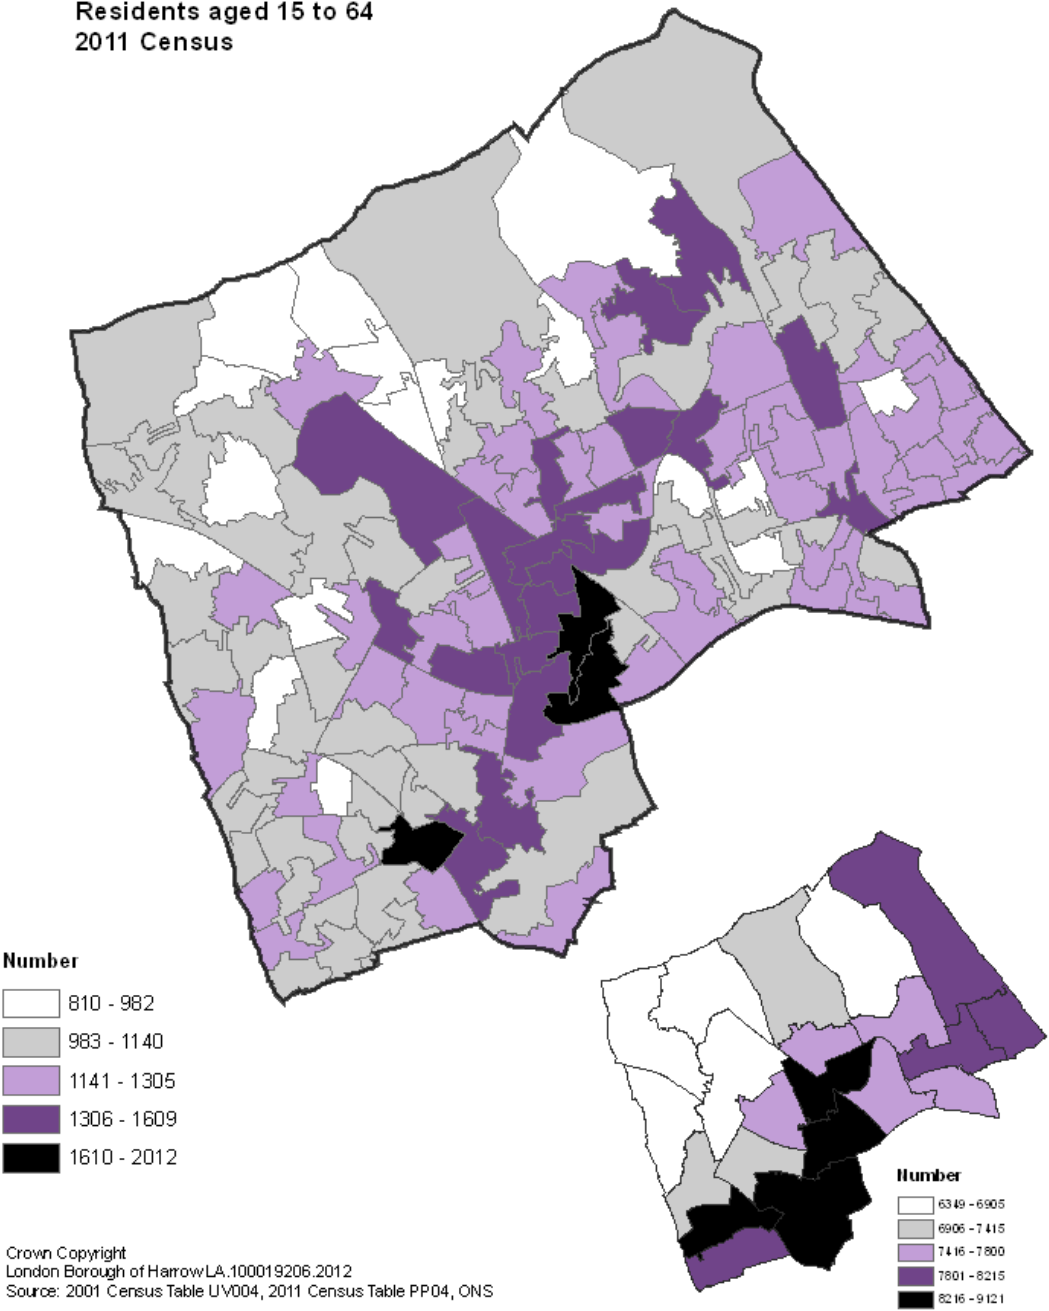 Residents aged 15 to 64
2011 Census
Number
810 - 982
983 - 1140
1141 - 1305
1306 - 1609
1610 - 2012
Number
6349 - 6905
6906 - 7415
7416 - 7800
7801 - 8215
8216 - 9121
Crown Copyright
London Borough of Harrow LA.100019206.2012
Source: 2001 Census Table UV004, 2011 Census Table PP04, ONS